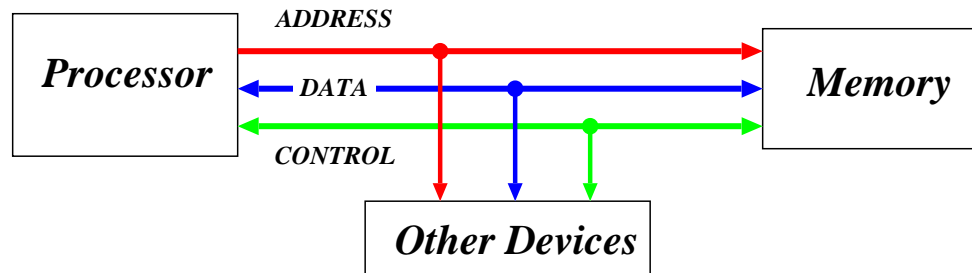 ADDRESS
Processor
DATA
Memory
CONTROL
Other Devices